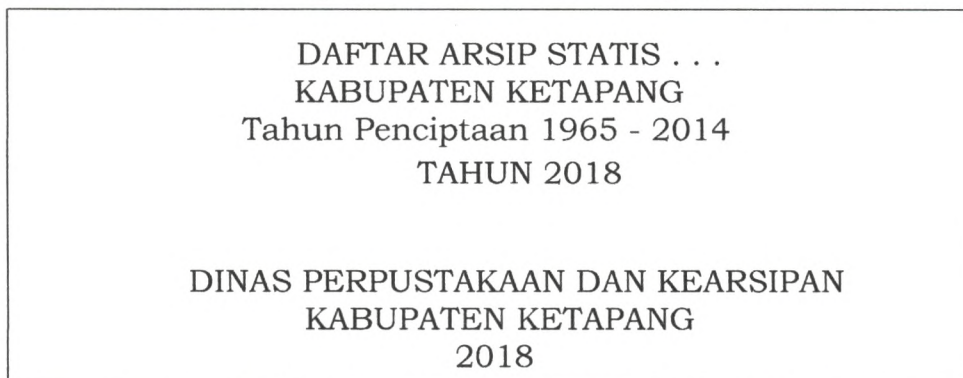 DAFTAR ARSIP STATIS . . .
KABUPATEN KETAPANG
Tahun Penciptaan 1965 - 2014
TAHUN 2018
DINAS PERPUSTAKAAN DAN KEARSIPAN
KABUPATEN KETAPANG
2018